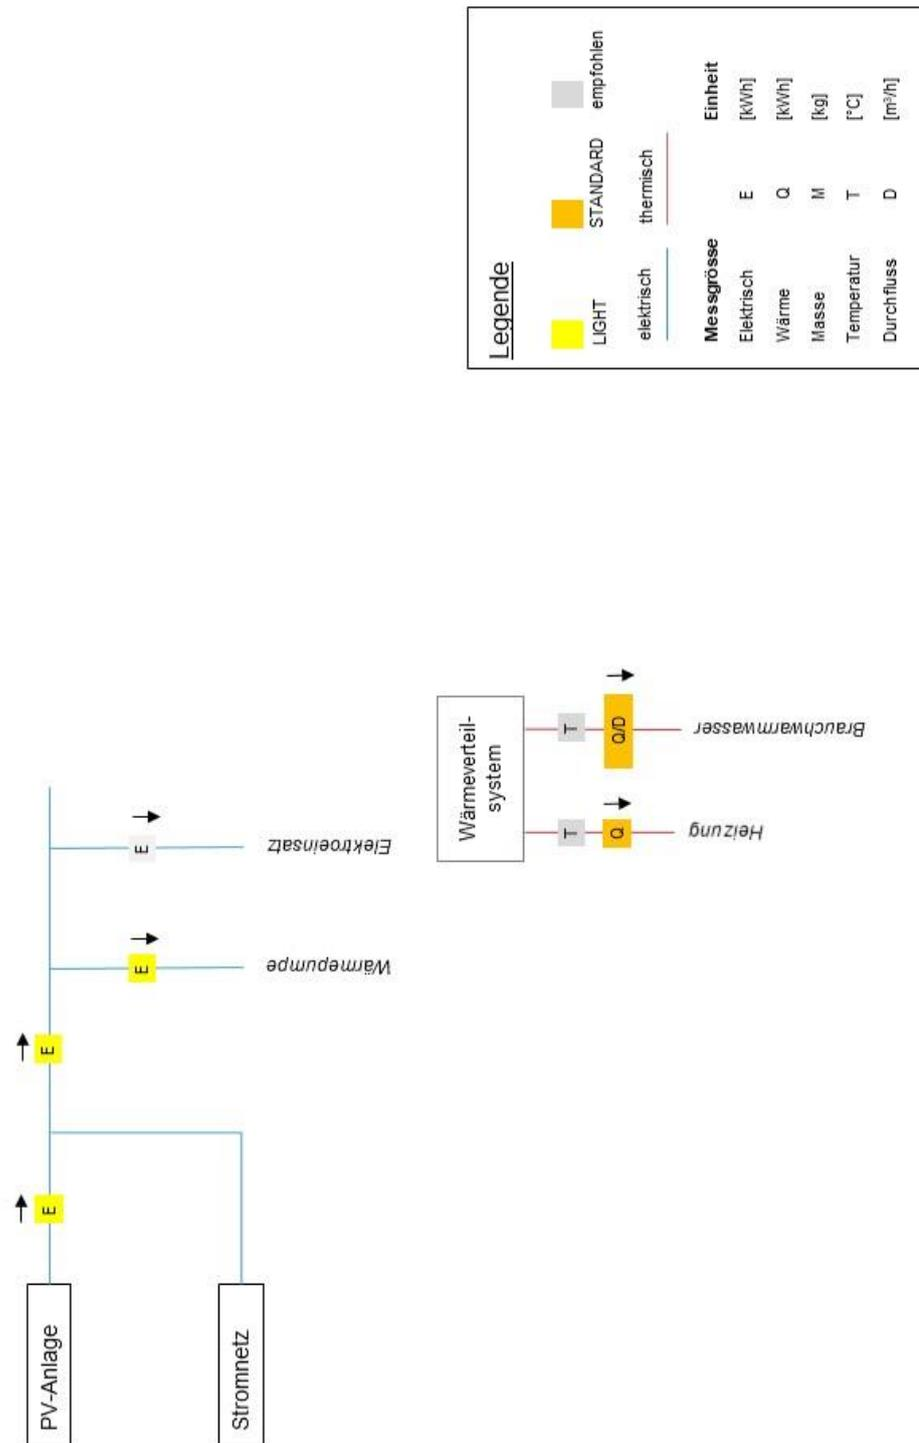 PV-Anlage
E
E
E
Wärmepumpe
E
Elektroeinsatz
Stromnetz
Wärmeverteil-
system
T
Q
Heizung
T
Q/D
Brauchwarmwasser
Legende
LIGHT STANDARD empfohlen
elektrisch thermisch
Messgrösse Einheit
Elektrisch E [kWh]
Wärme Q [kWh]
Masse M [kg]
Temperatur T [°C]
Durchfluss D [m³/h]